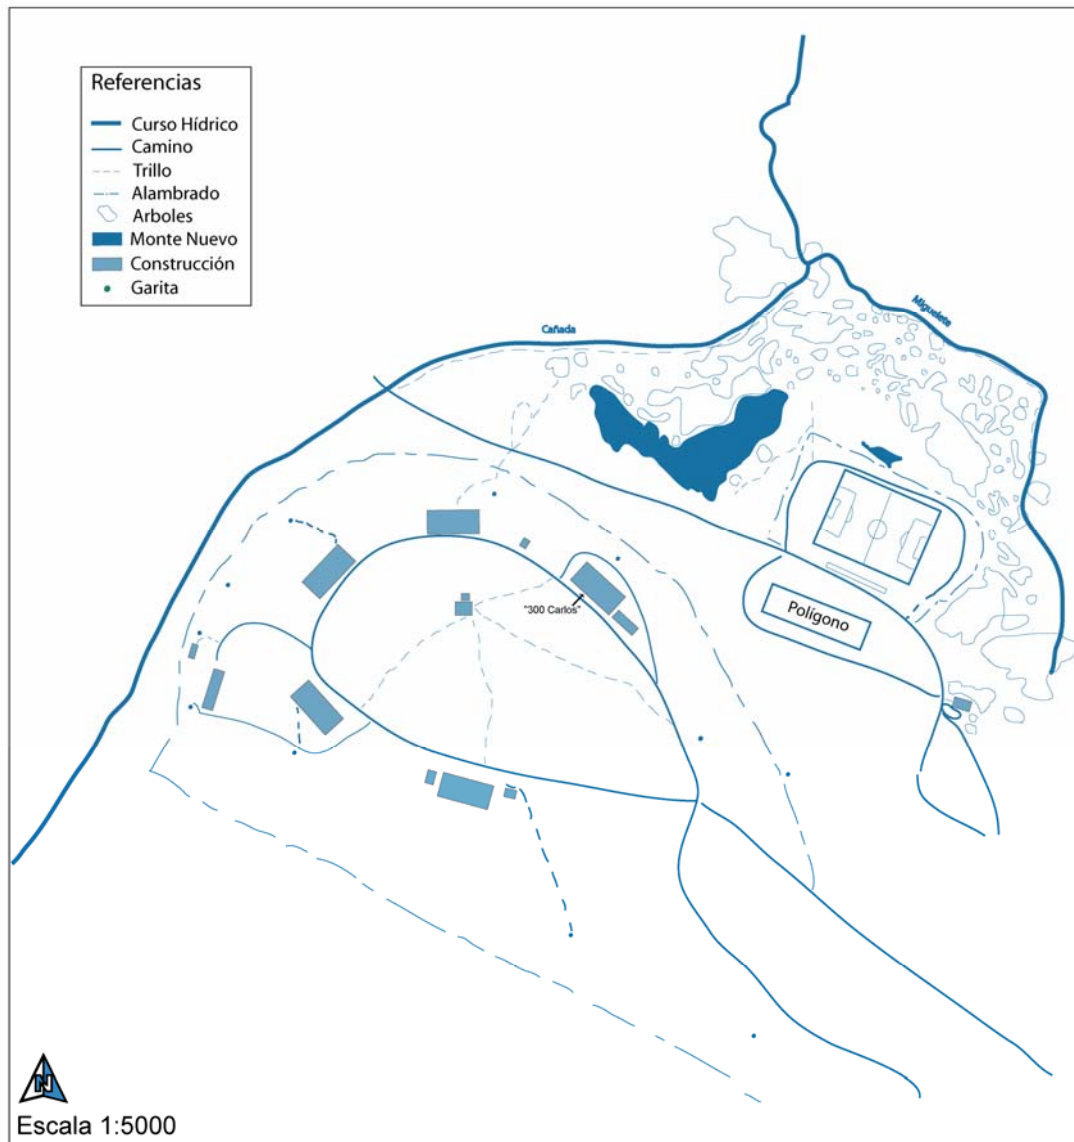 Referencias
Curso Hídrico
Camino
Trillo
Alambrado
Arboles
Monte Nuevo
Construcción
Garita
Miguelete
Cañada
"300 Carlos"
Polígono
N
Escala 1:5000